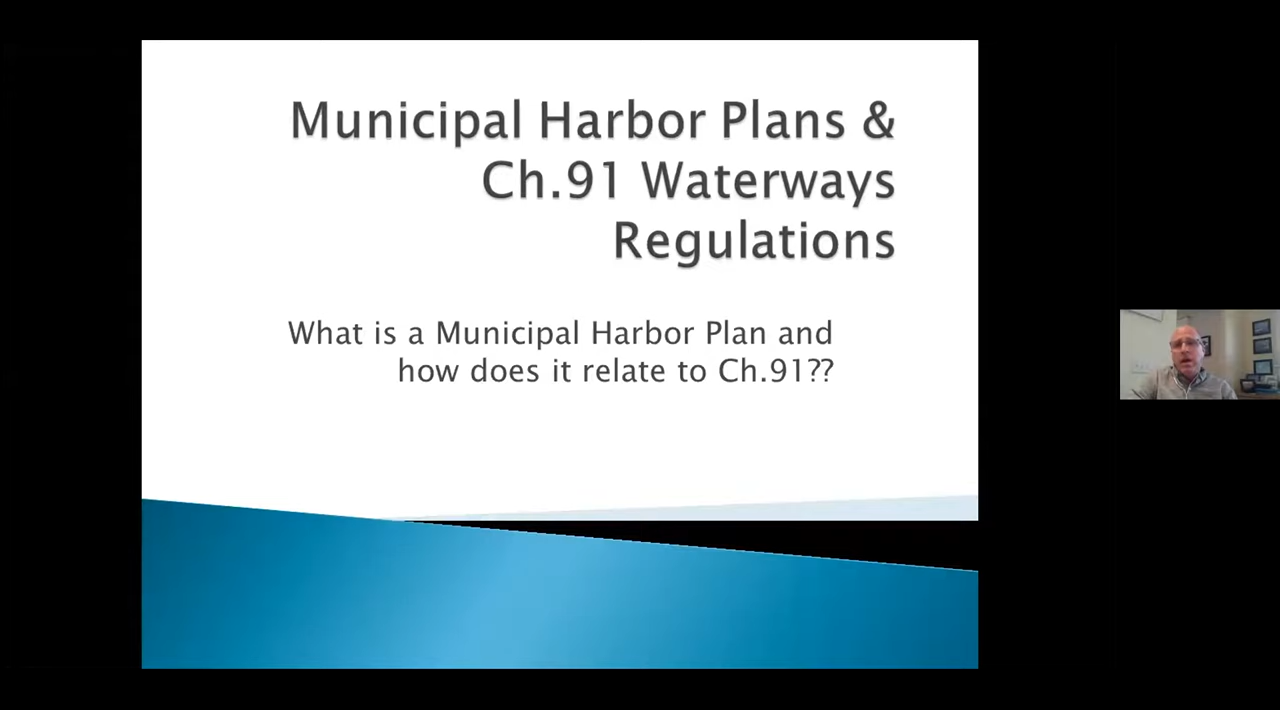 Municipal Harbor Plans &
Ch.91 Waterways
Regulations
What is a Municipal Harbor Plan and
how does it relate to Ch.91??